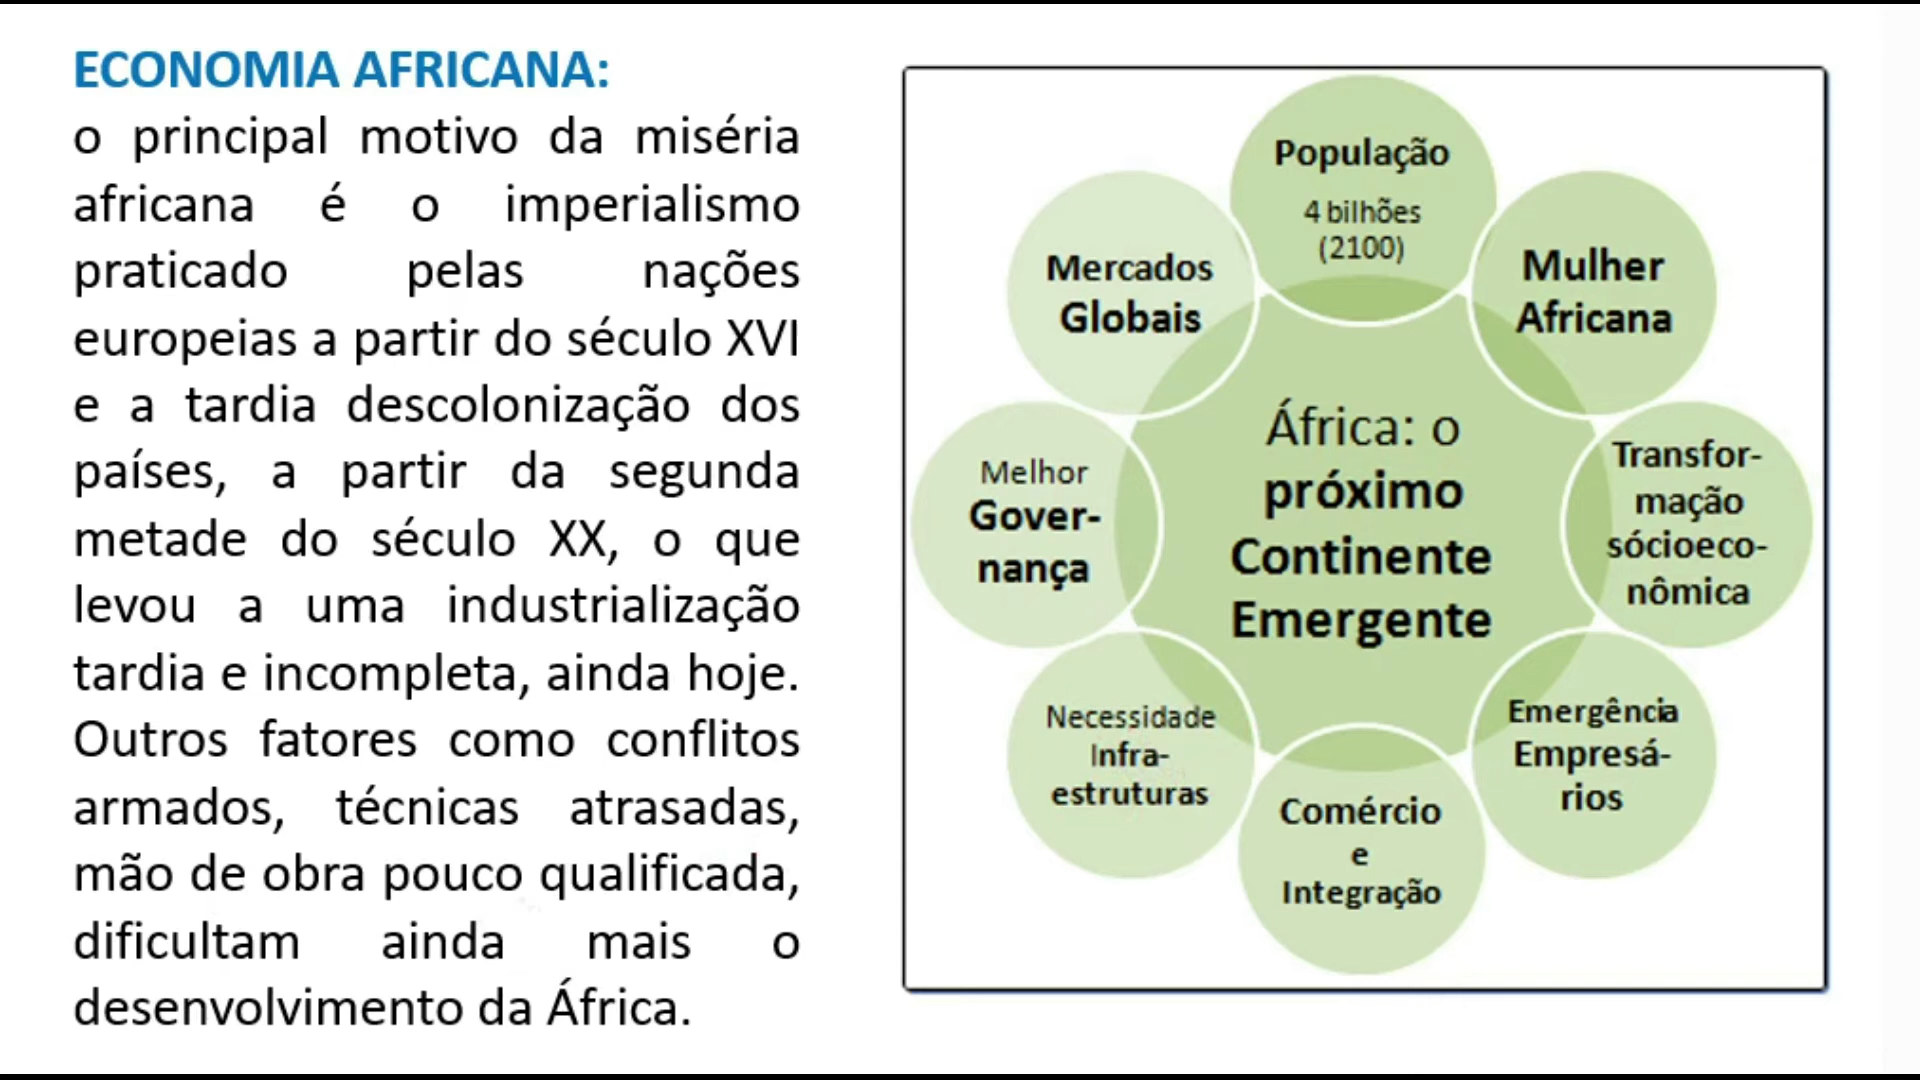 ECONOMIA AFRICANA:
o principal motivo da miséria
africana é o imperialismo
praticado pelas nações
europeias a partir do século XVI
e a tardia descolonização dos
países, a partir da segunda
metade do século XX, o que
levou a uma industrialização
tardia e incompleta, ainda hoje.
Outros fatores como conflitos
armados, técnicas atrasadas,
mão de obra pouco qualificada,
dificultam ainda mais o
desenvolvimento da África.
População
4 bilhões
(2100)
Mulher
Africana
Transfor-
mação
sócioeco-
nômica
Emergência
Empresá-
rios
Comércio
e
Integração
Necessidade
Infra-
estruturas
Melhor
Gover-
nança
Mercados
Globais
África: o
próximo
Continente
Emergente